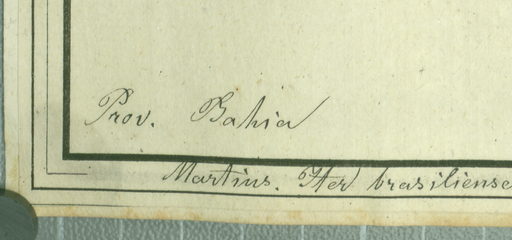 Prov. Bahia
Martius. Iter brasiliense